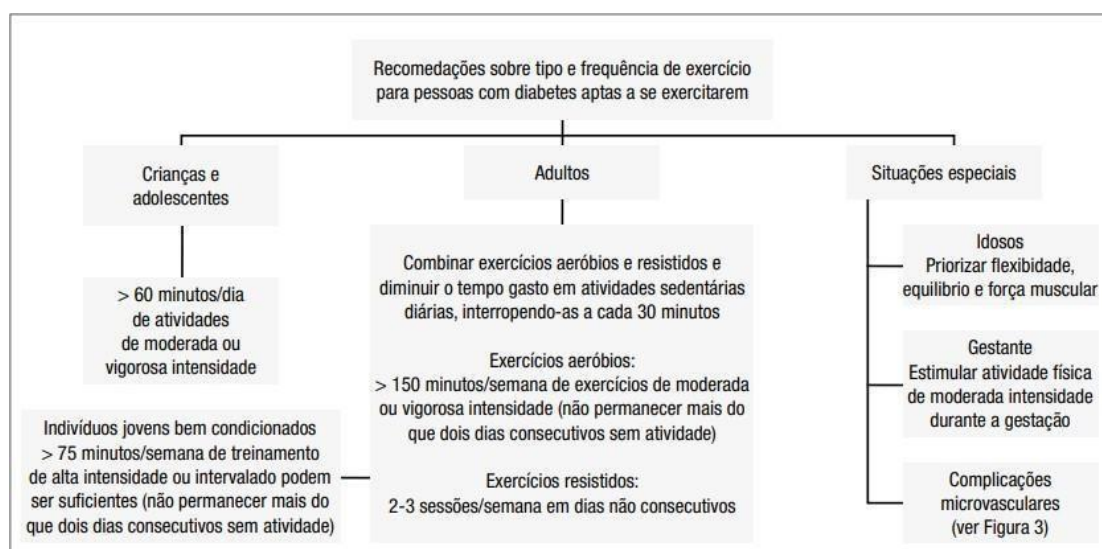 Recomedações sobre tipo e frequência de exercício
para pessoas com diabetes aptas a se exercitarem
Crianças e
adolescentes
> 60 minutos/dia
de atividades
de moderada ou
vigorosa intensidade
Adultos
Combinar exercícios aeróbios e resistidos e
diminuir o tempo gasto em atividades sedentárias
diárias, interropendo-as a cada 30 minutos
Exercícios aeróbios:
> 150 minutos/semana de exercícios de moderada
ou vigorosa intensidade (não permanecer mais do
que dois dias consecutivos sem atividade)
Exercícios resistidos:
2-3 sessões/semana em dias não consecutivos
Indivíduos jovens bem condicionados
> 75 minutos/semana de treinamento
de alta intensidade ou intervalado podem
ser suficientes (não permanecer mais do
que dois dias consecutivos sem atividade)
Situações especiais
Idosos
Priorizar flexibidade,
equilibrio e força muscular
Gestante
Estimular atividade física
de moderada intensidade
durante a gestação
Complicações
microvasculares
(ver Figura 3)